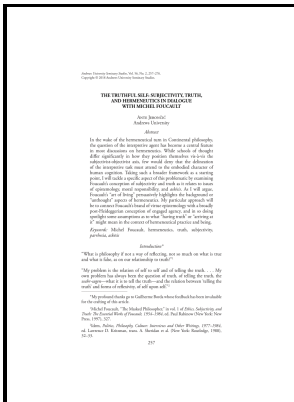 Andrews University Seminary Studies, Vol. 56, No. 2, 257–276.
Copyright © 2018 Andrews University Seminary Studies.
THE TRUTHFUL SELF: SUBJECTIVITY, TRUTH,
AND HERMENEUTICS IN DIALOGUE
WITH MICHEL FOUCAULT
Andrews University
Abstract
In the wake of the hermeneutical turn in Continental philosophy,
the question of the interpretive agent has become a central feature
in most discussions on hermeneutics. While schools of thought
differ significantly in how they position themselves vis-à-vis the
subjectivity-objectivity axis, few would deny that the delineation
of the interpretive task must attend to the embodied character of
human cognition. Taking such a broader framework as a starting
point, I will tackle a specific aspect of this problematic by examining
Foucault's conception of subjectivity and truth as it relates to issues
of epistemology, moral responsibility, and askēsis. As I will argue,
Foucault's "art of living" persuasively highlights the background or
"unthought" aspects of hermeneutics. My particular approach will
be to connect Foucault's brand of virtue epistemology with a broadly
post-Heideggerian conception of engaged agency, and in so doing
spotlight some assumptions as to what "having truth" or "arriving at
it" might mean in the context of hermeneutical practice and being.
Keywords: Michel Foucault, hermeneutics, truth, subjectivity,
parrhesia, askēsis
Introduction
"What is philosophy if not a way of reflecting, not so much on what is true
and what is false, as on our relationship to truth?"
"My problem is the relation of self to self and of telling the truth. . . . My
own problem has always been the question of truth, of telling the truth, the
wahr-sagen—what it is to tell the truth—and the relation between 'telling the
truth' and forms of reflexivity, of self upon self."
My profound thanks go to Guilherme Borda whose feedback has been invaluable
for the crafting of this article.
Michel Foucault, "The Masked Philosopher," in vol. 1 of Ethics: Subjectivity, and
Truth: The Essential Works of Foucault, 1954–1984, ed. Paul Rabinow (New York: New
Press, 1997), 327.
Idem, Politics, Philosophy, Culture: Interviews and Other Writings, 1977–1984,
ed. Lawrence D. Kritzman, trans. A. Sheridan et al. (New York: Routledge, 1988),
32–33.
257